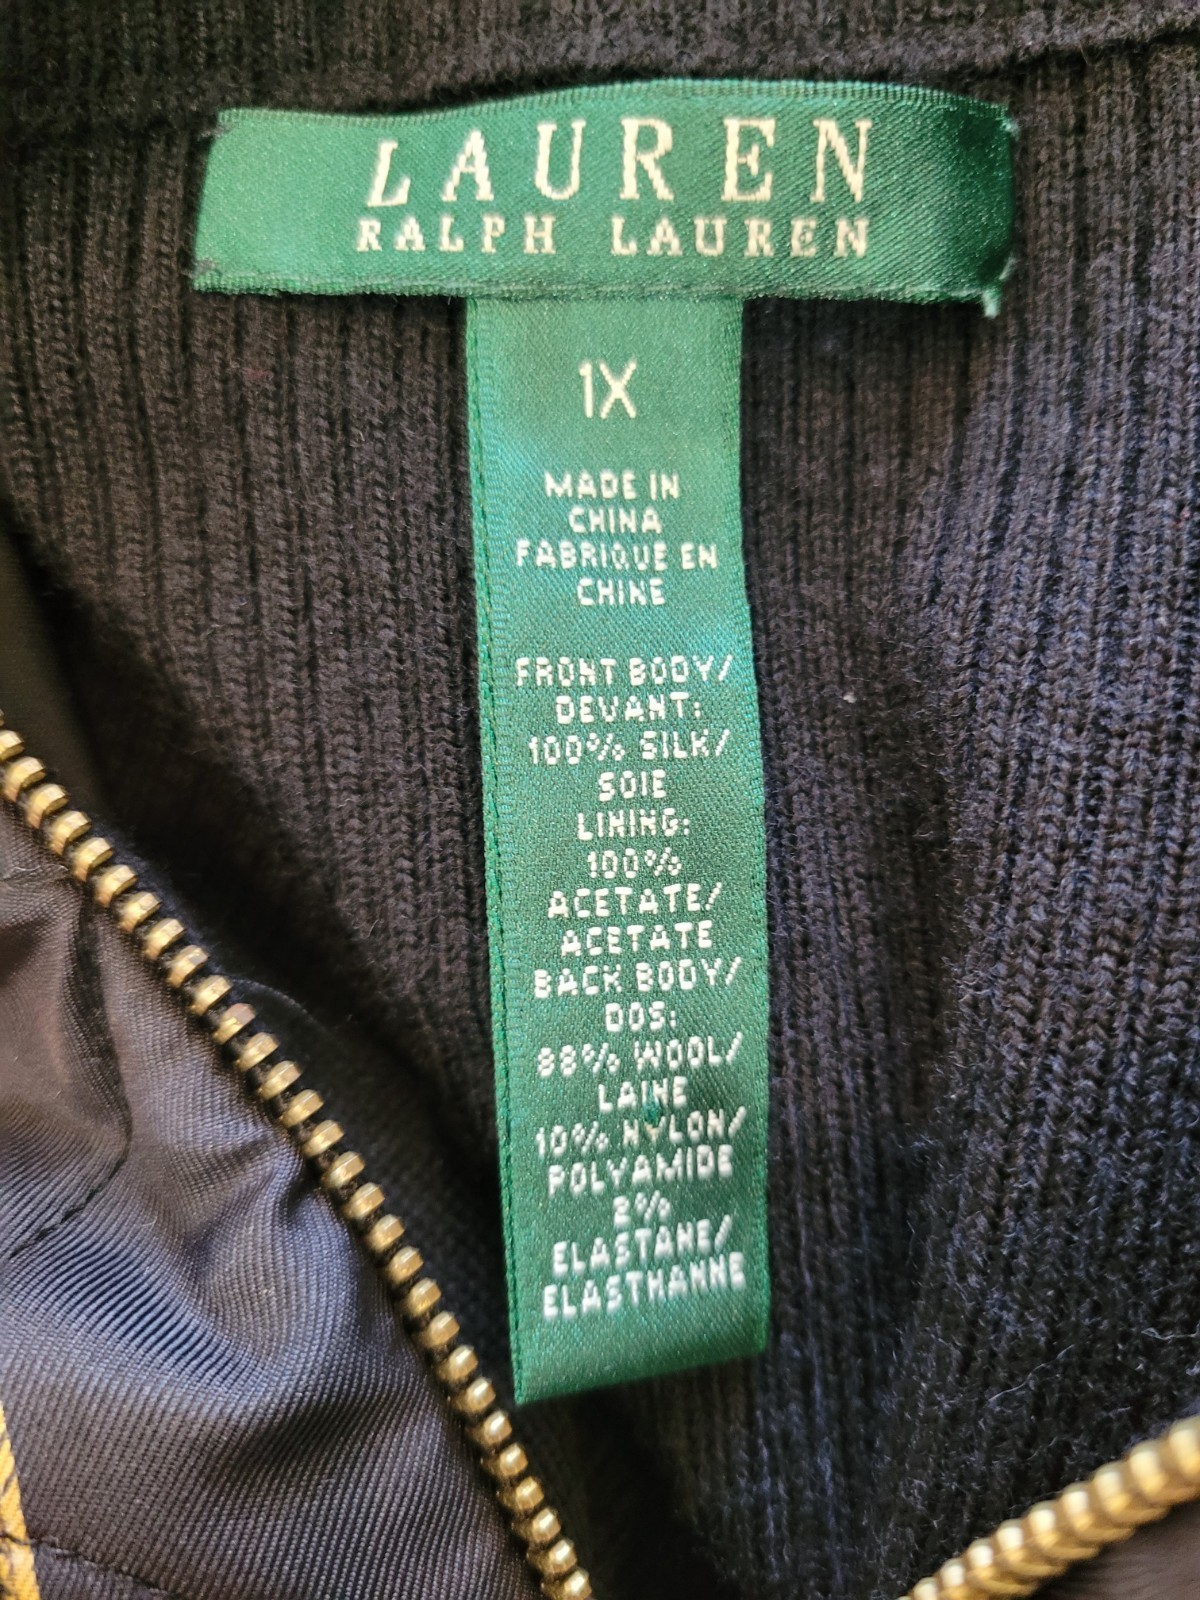 LAUREN
RALPH LAUREN
1X
MADE IN
CHINA
FABRIQUE EN
CHINE
FRONT BODY/
DEVANT:
100% SILK/
SOIE
LINING:
100%
ACETATE/
ACETATE
BACK BODY/
DOS:
88% WOOL/
LAINE
10% NYLON/
POLYAMIDE
2%
ELASTANE/
ELASTHANNE